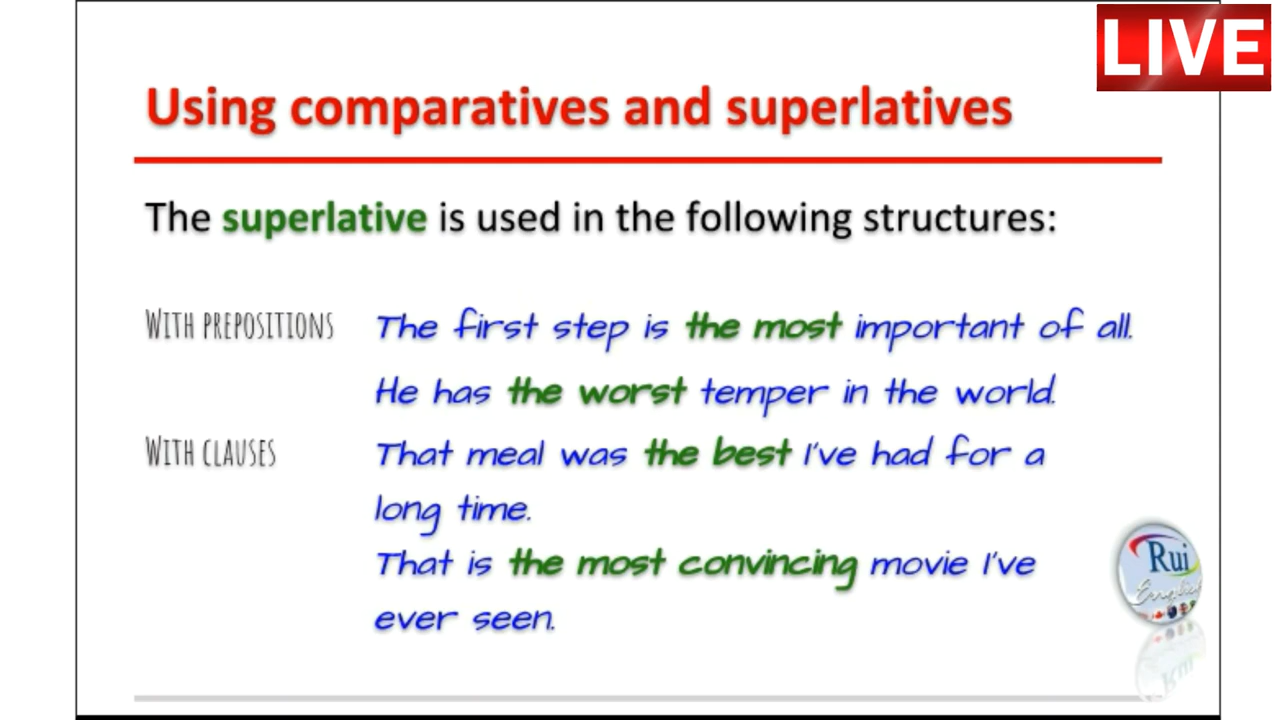 LIVE
Using comparatives and superlatives
The superlative is used in the following structures:
WITH PREPOSITIONS The first step is the most important of all.
He has the worst temper in the world.
WITH CLAUSES That meal was the best I've had for a
long time.
That is the most convincing movie I've
ever seen.
Rui
English